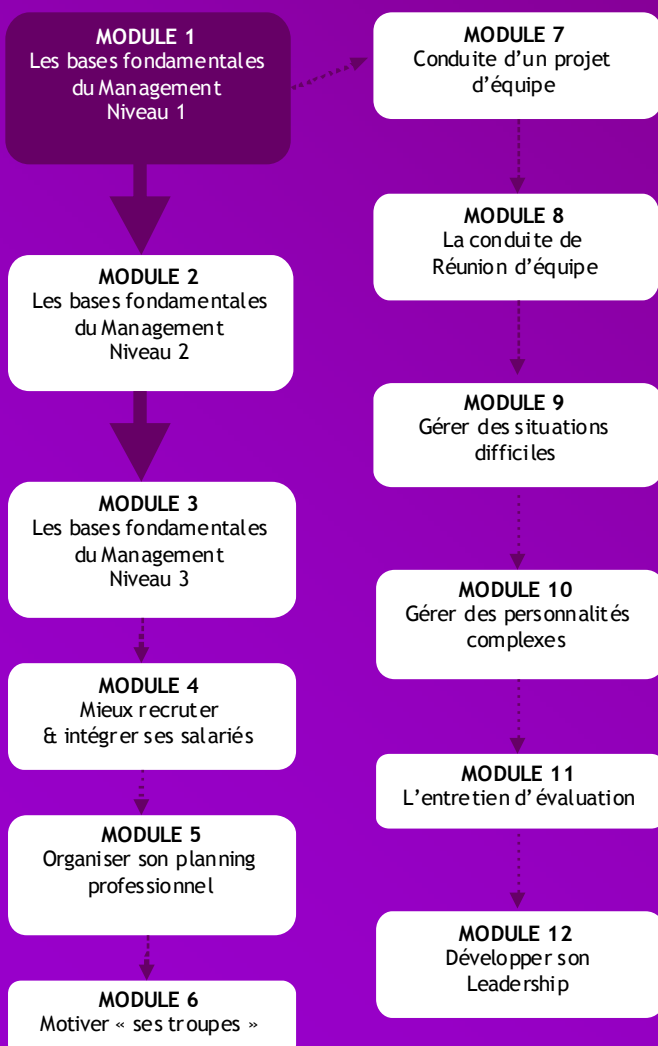 MODULE 1
Les bases fondamentales
du Management
Niveau 1
MODULE 2
Les bases fondamentales
du Management
Niveau 2
MODULE 3
Les bases fondamentales
du Management
Niveau 3
MODULE 4
Mieux recruter
& intégrer ses salariés
MODULE 5
Organiser son planning
professionnel
MODULE 6
Motiver « ses troupes »
MODULE 7
Conduite d’un projet
d’équipe
MODULE 8
La conduite de
Réunion d’équipe
MODULE 9
Gérer des situations
difficiles
MODULE 10
Gérer des personnalités
complexes
MODULE 11
L’entretien d’évaluation
MODULE 12
Développer son
Leadership